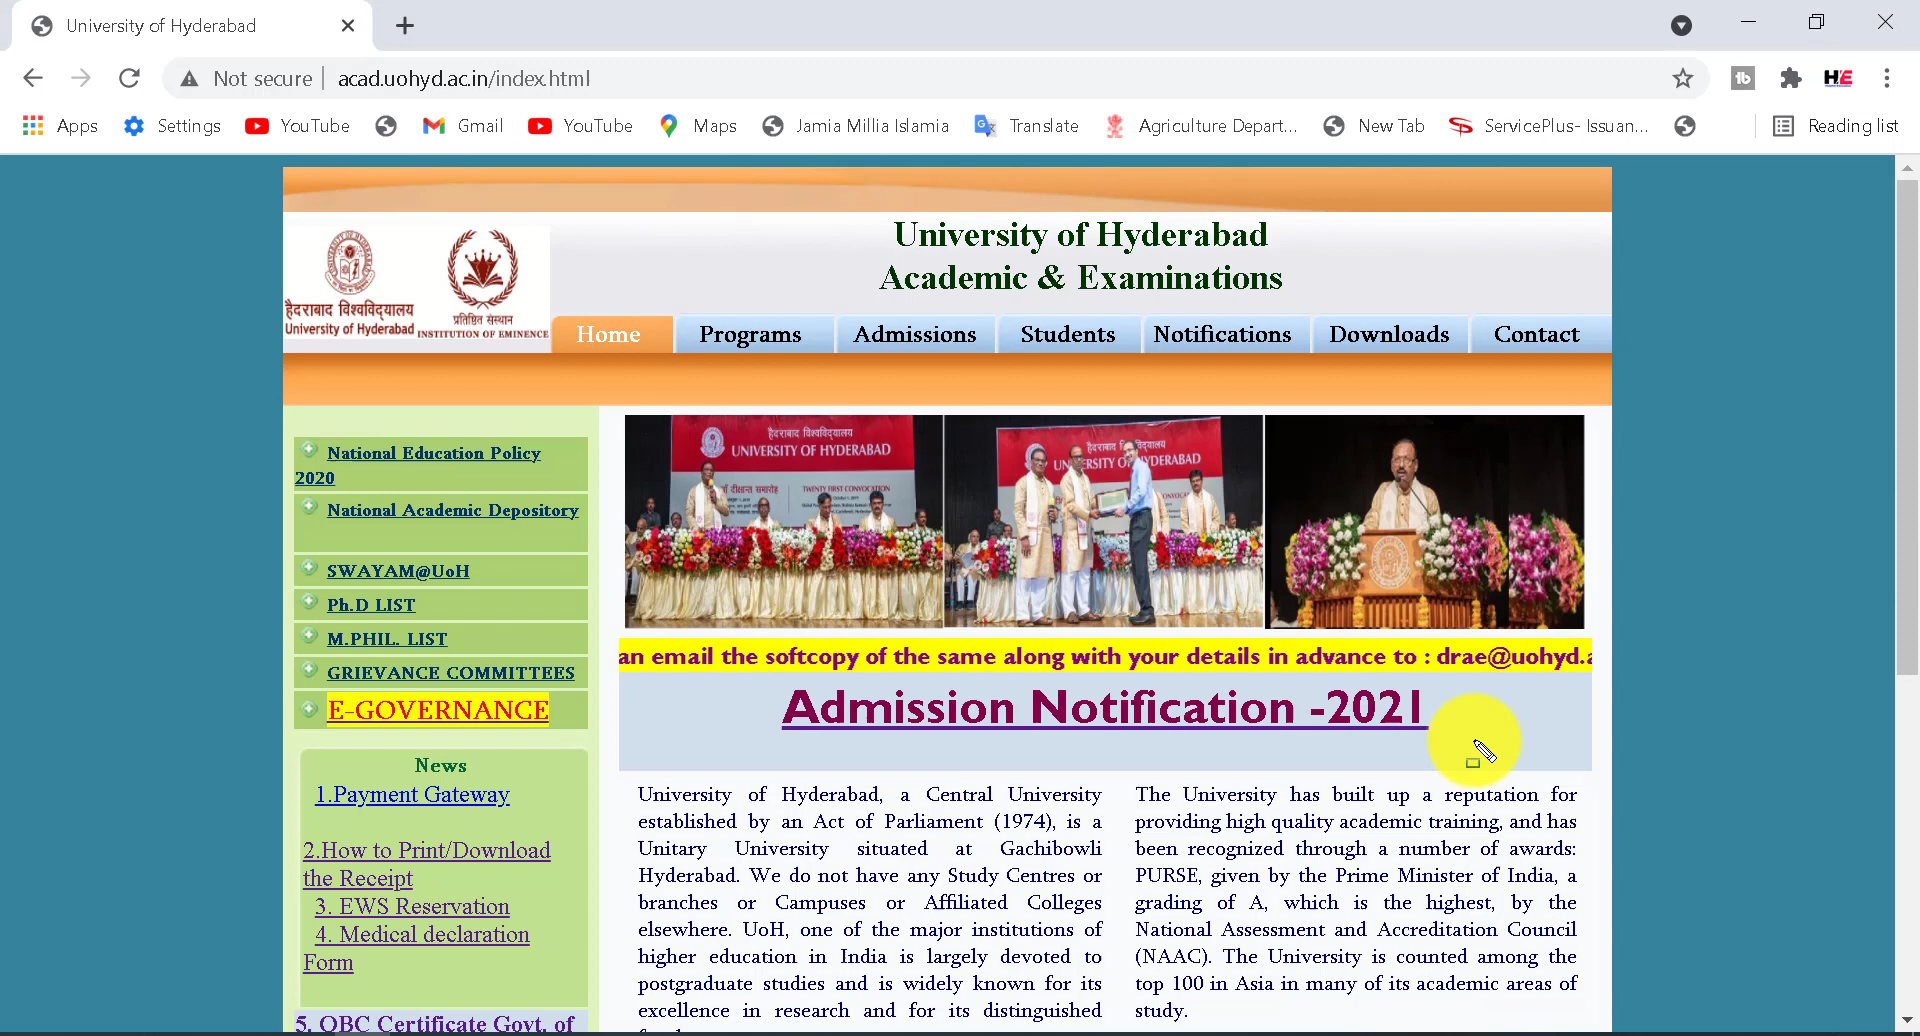 University of Hyderabad
Not secure
acad.uohyd.ac.in/index.html
Apps
Settings
YouTube
Gmail
YouTube
Maps
Jamia Millia Islamia
Translate
Agriculture Depart...
New Tab
ServicePlus- Issuan...
Reading list
हैदराबाद विश्वविद्यालय
University of Hyderabad
प्रतिष्ठित संस्थान
INSTITUTION OF EMINENCE
University of Hyderabad
Academic & Examinations
Home
Programs
Admissions
Students
Notifications
Downloads
Contact
National Education Policy
2020
National Academic Depository
SWAYAM@UoH
Ph.D LIST
M.PHIL. LIST
GRIEVANCE COMMITTEES
E-GOVERNANCE
News
1.Payment Gateway
2.How to Print/Download
the Receipt
3. EWS Reservation
4. Medical declaration
Form
5. OBC Certificate Govt. of
हैदराबाद विश्वविद्यालय
UNIVERSITY OF HYDERABAD
दीक्षान्त समारोह
TWENTY FIRST CONVOCATION
UNIVERSITY OF HYDERABAD
an email the softcopy of the same along with your details in advance to : drae@uohyd.a
Admission Notification -2021
University of Hyderabad, a Central University
established by an Act of Parliament (1974), is a
Unitary University situated at Gachibowli
Hyderabad. We do not have any Study Centres or
branches or Campuses or Affiliated Colleges
elsewhere. UoH, one of the major institutions of
higher education in India is largely devoted to
postgraduate studies and is widely known for its
excellence in research and for its distinguished
The University has built up a reputation for
providing high quality academic training, and has
been recognized through a number of awards:
PURSE, given by the Prime Minister of India, a
grading of A, which is the highest, by the
National Assessment and Accreditation Council
(NAAC). The University is counted among the
top 100 in Asia in many of its academic areas of
study.